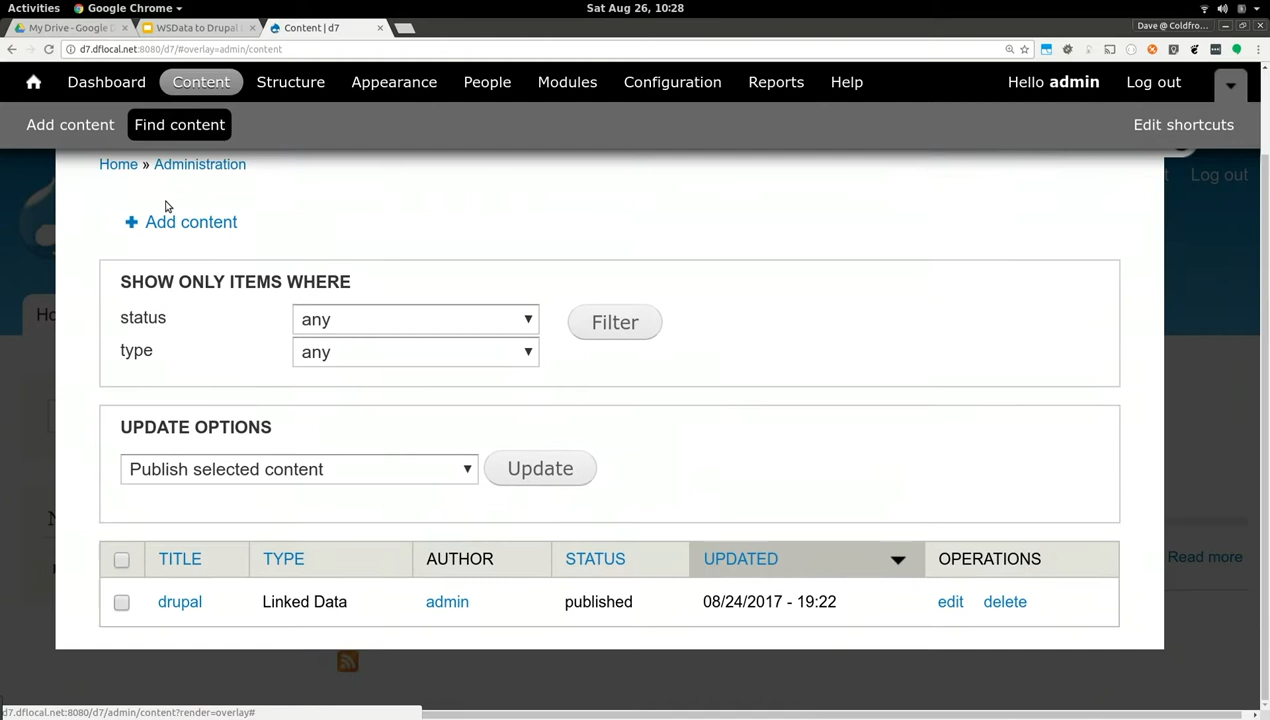 Activities Google Chrome Sat Aug 26, 10:28
My Drive - Google D WSData to Drupal Content | d7 Dave @ Coldfro...
d7.dflocal.net:8080/d7/#overlay=admin/content
Dashboard Content Structure Appearance People Modules Configuration Reports Help Hello admin Log out
Add content Find content Edit shortcuts
Home » Administration
Log out
Add content
SHOW ONLY ITEMS WHERE
status any Filter
type any
UPDATE OPTIONS
Publish selected content Update
TITLE TYPE AUTHOR STATUS UPDATED OPERATIONS
drupal Linked Data admin published 08/24/2017 - 19:22 edit delete
Read more
d7.dflocal.net:8080/d7/admin/content?render=overlay#